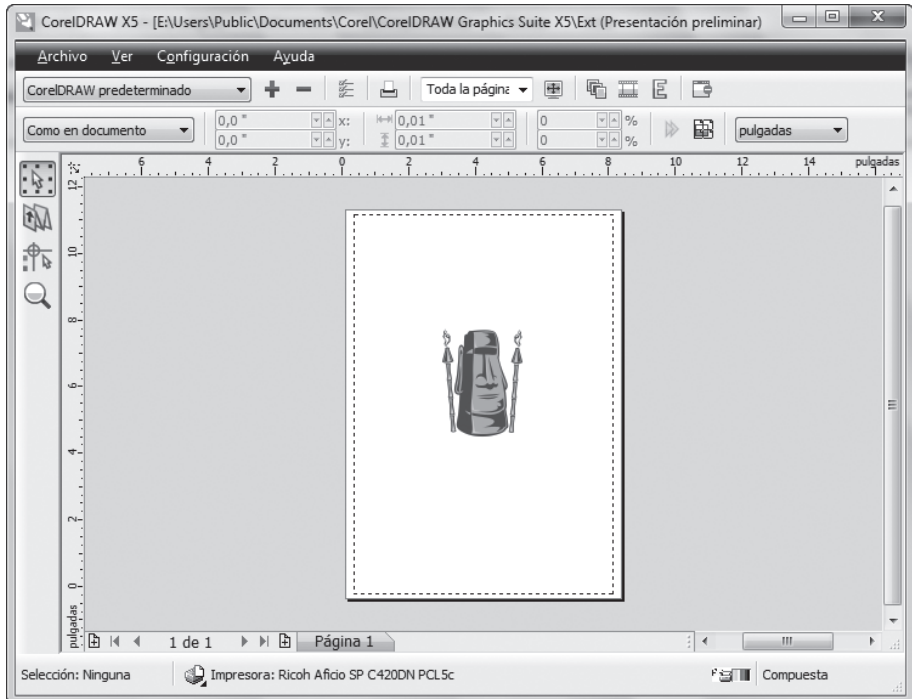 CorelDRAW X5 - [E:\Users\Public\Documents\Corel\CorelDRAW Graphics Suite X5\Ext (Presentación preliminar)
Archivo Ver Configuración Ayuda
CorelDRAW predeterminado Toda la página
Como en documento 0,0 " x: 0,01 " 0 % pulgadas
0,0 " y: 0,01 " 0 %
6 4 2 0 2 4 6 8 10 12 14 pulgadas
12
10
8
6
4
2
0
pulgadas
1 de 1 Página 1
Selección: Ninguna Impresora: Ricoh Aficio SP C420DN PCL5c Compuesta